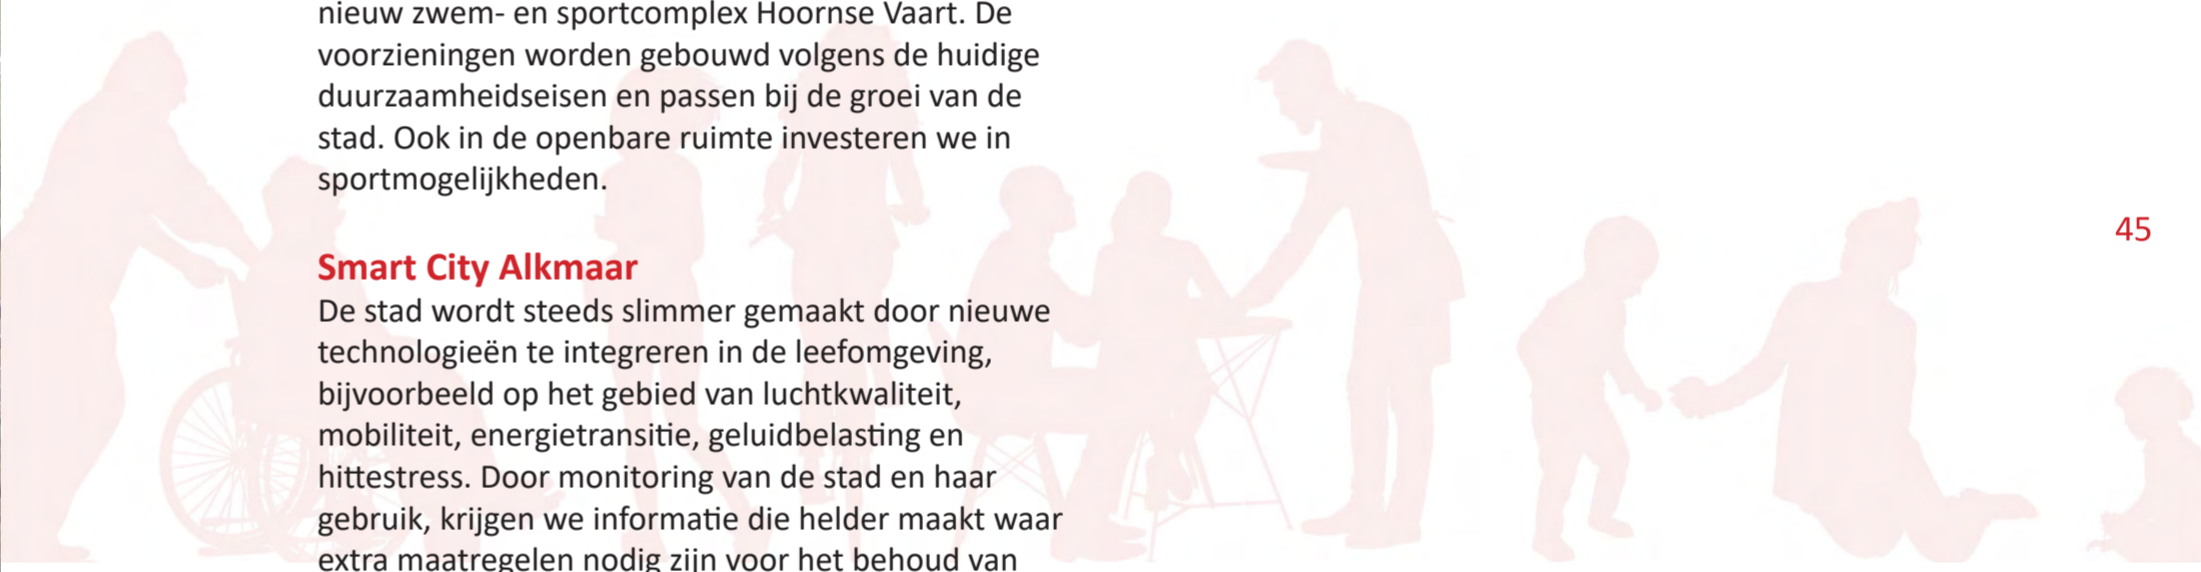 nieuw zwem- en sportcomplex Hoornse Vaart. De
voorzieningen worden gebouwd volgens de huidige
duurzaamheidseisen en passen bij de groei van de
stad. Ook in de openbare ruimte investeren we in
sportmogelijkheden.
45
Smart City Alkmaar
De stad wordt steeds slimmer gemaakt door nieuwe
technologieën te integreren in de leefomgeving,
bijvoorbeeld op het gebied van luchtkwaliteit,
mobiliteit, energietransitie, geluidbelasting en
hittestress. Door monitoring van de stad en haar
gebruik, krijgen we informatie die helder maakt waar
extra maatregelen nodig zijn voor het behoud van